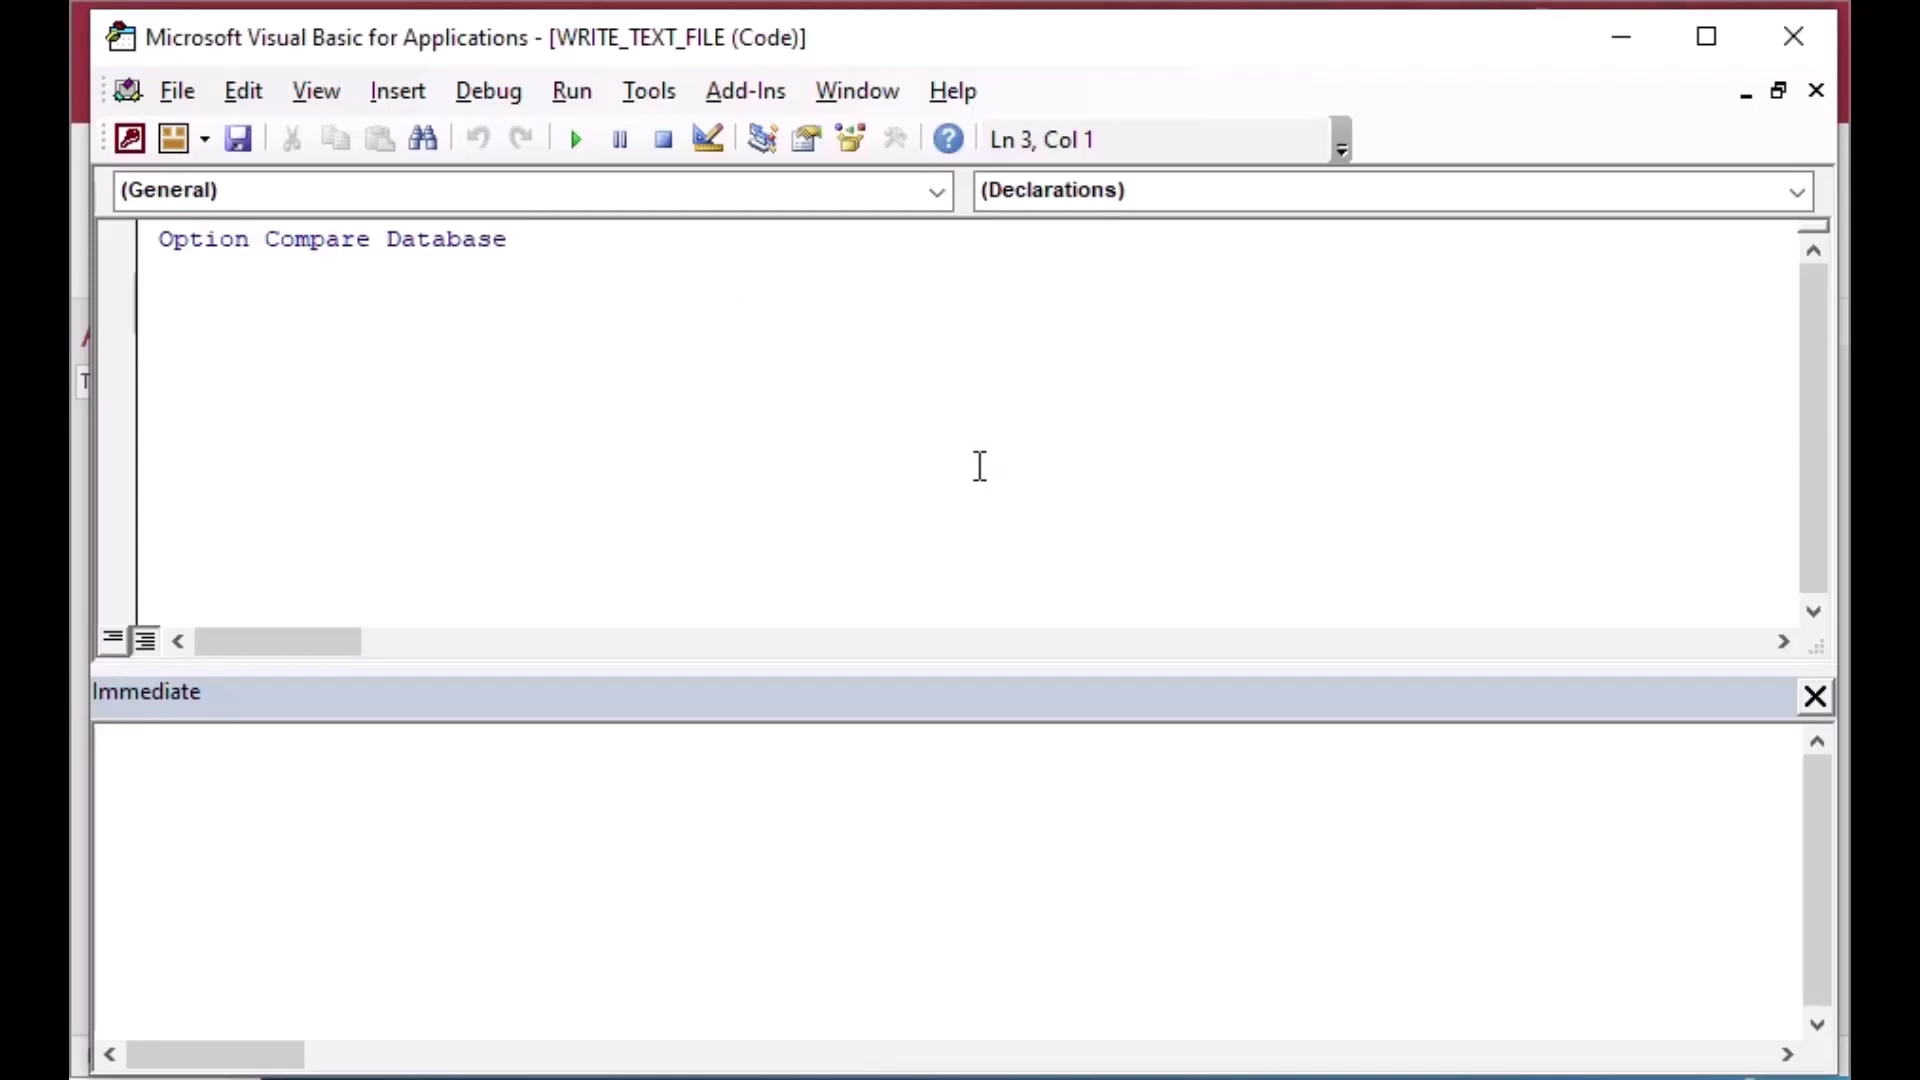 Microsoft Visual Basic for Applications - [WRITE_TEXT_FILE (Code)]
File Edit View Insert Debug Run Tools Add-Ins Window Help
Ln 3, Col 1
(General) (Declarations)
Option Compare Database
T
Immediate